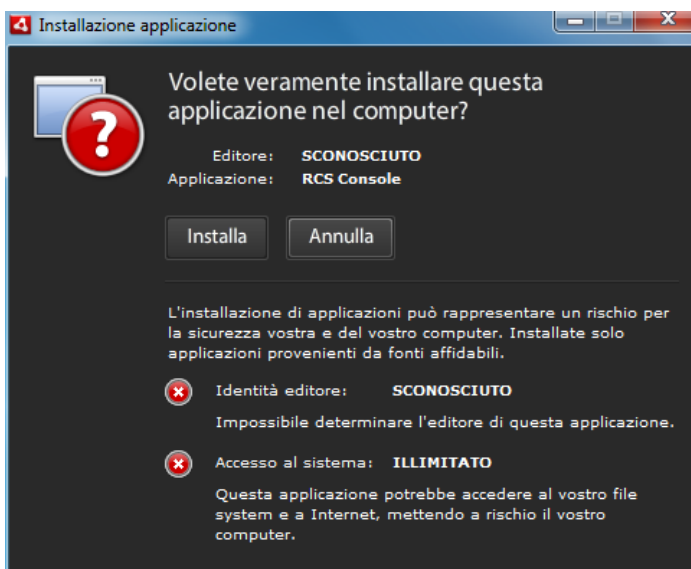 Installazione applicazione
Volete veramente installare questa
applicazione nel computer?
Editore: SCONOSCIUTO
Applicazione: RCS Console
Installa Annulla
L'installazione di applicazioni può rappresentare un rischio per
la sicurezza vostra e del vostro computer. Installate solo
applicazioni provenienti da fonti affidabili.
Identità editore: SCONOSCIUTO
Impossibile determinare l'editore di questa applicazione.
Accesso al sistema: ILLIMITATO
Questa applicazione potrebbe accedere al vostro file
system e a Internet, mettendo a rischio il vostro
computer.